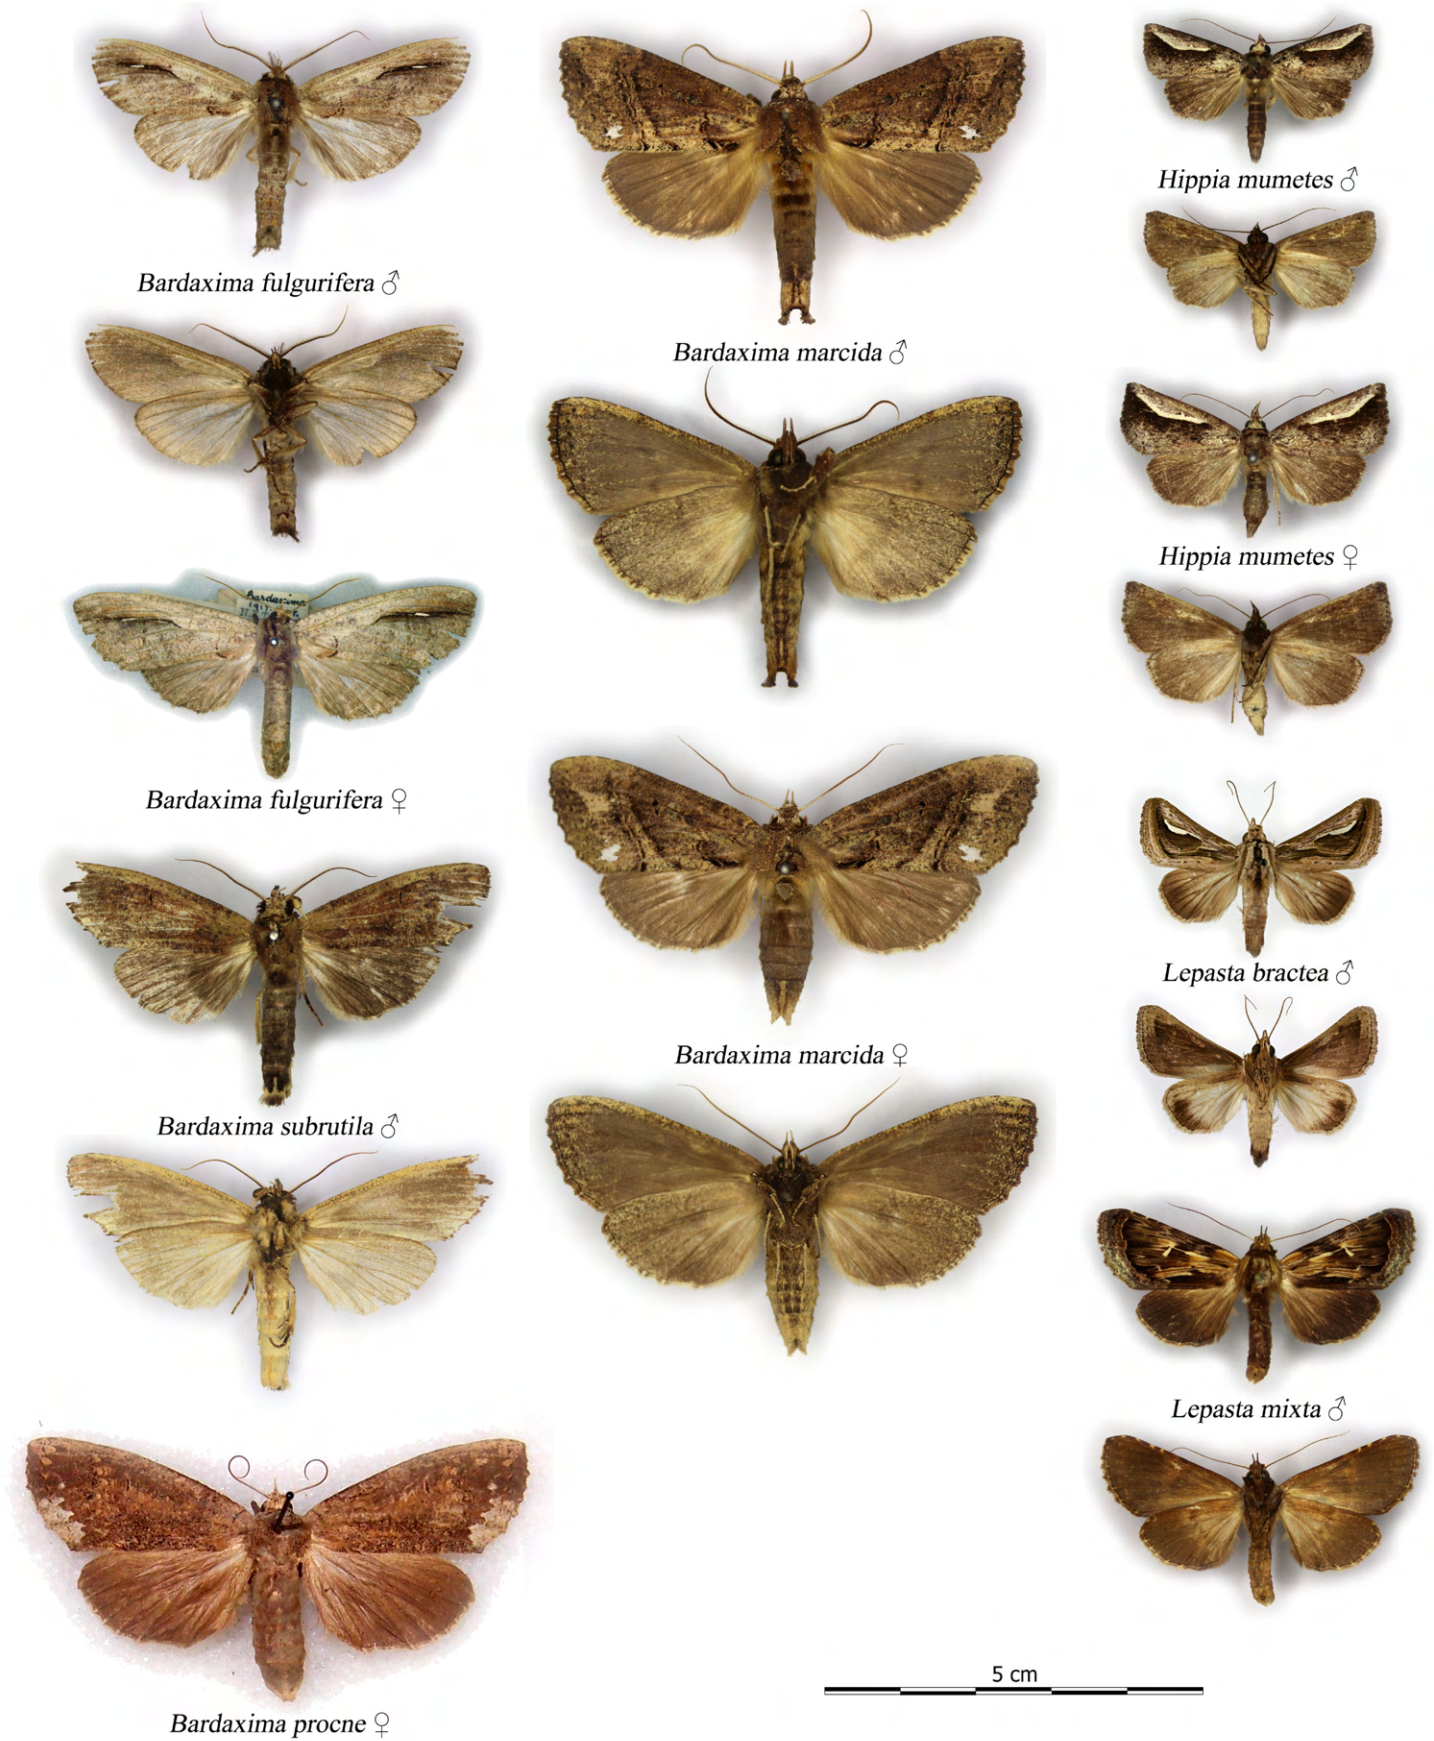 Bardaxima fulgurifera ♂
Bardaxima
Bardaxima fulgurifera ♀
Bardaxima subrutila ♂
Bardaxima procne ♀
Bardaxima marcida ♂
Bardaxima marcida ♀
Hippia mumetes ♂
Hippia mumetes ♀
Lepasta bractea ♂
Lepasta mixta ♂
5 cm